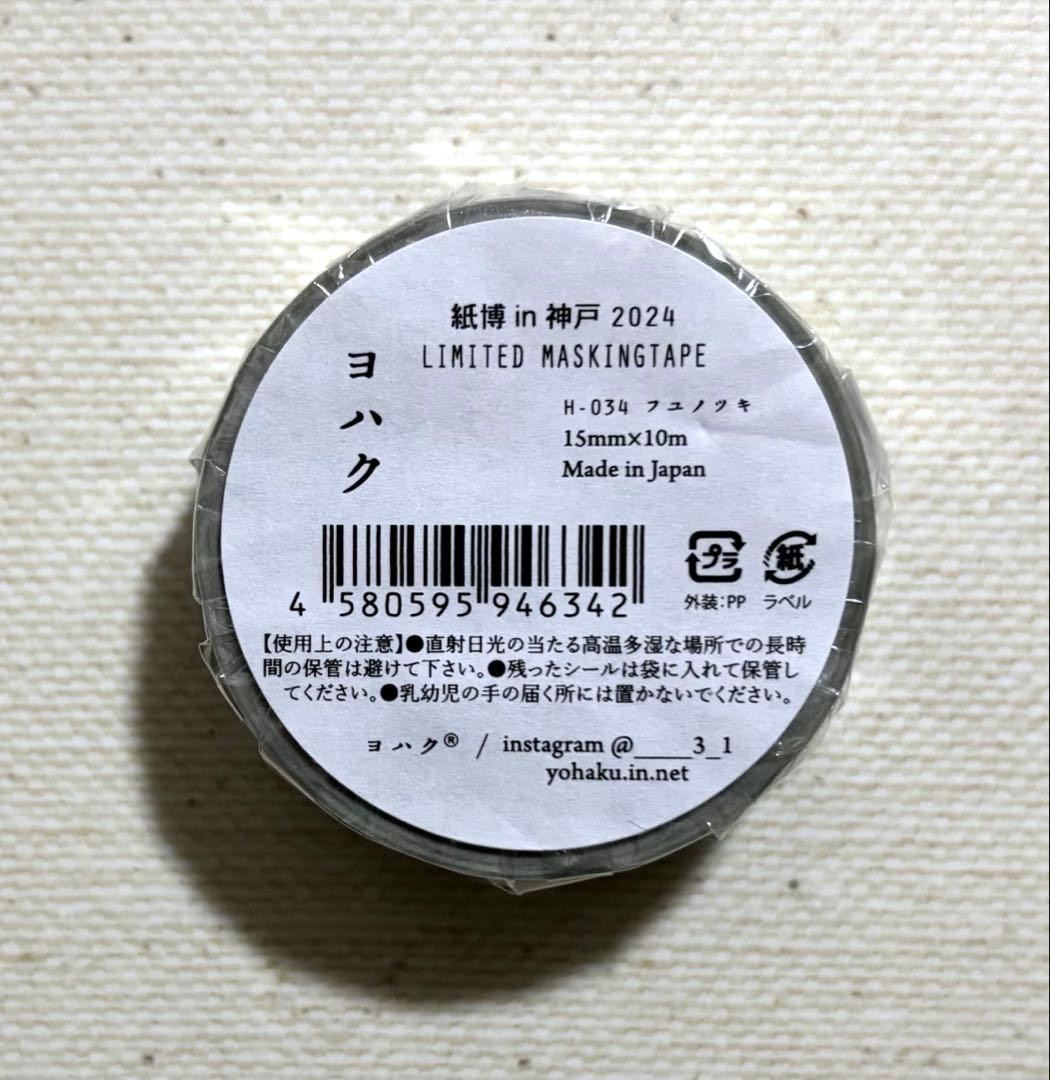 紙博 in 神戸 2024
LIMITED MASKINGTAPE
ヨハク
H-034 フユノツキ
15mm×10m
Made in Japan
4 580595 946342
プラ
紙
外装:PP ラベル
【使用上の注意】●直射日光の当たる高温多湿な場所での長時
間の保管は避けて下さい。●残ったシールは袋に入れて保管し
てください。●乳幼児の手の届く所には置かないでください。
ヨハク® / instagram @_____3_1
yohaku.in.net